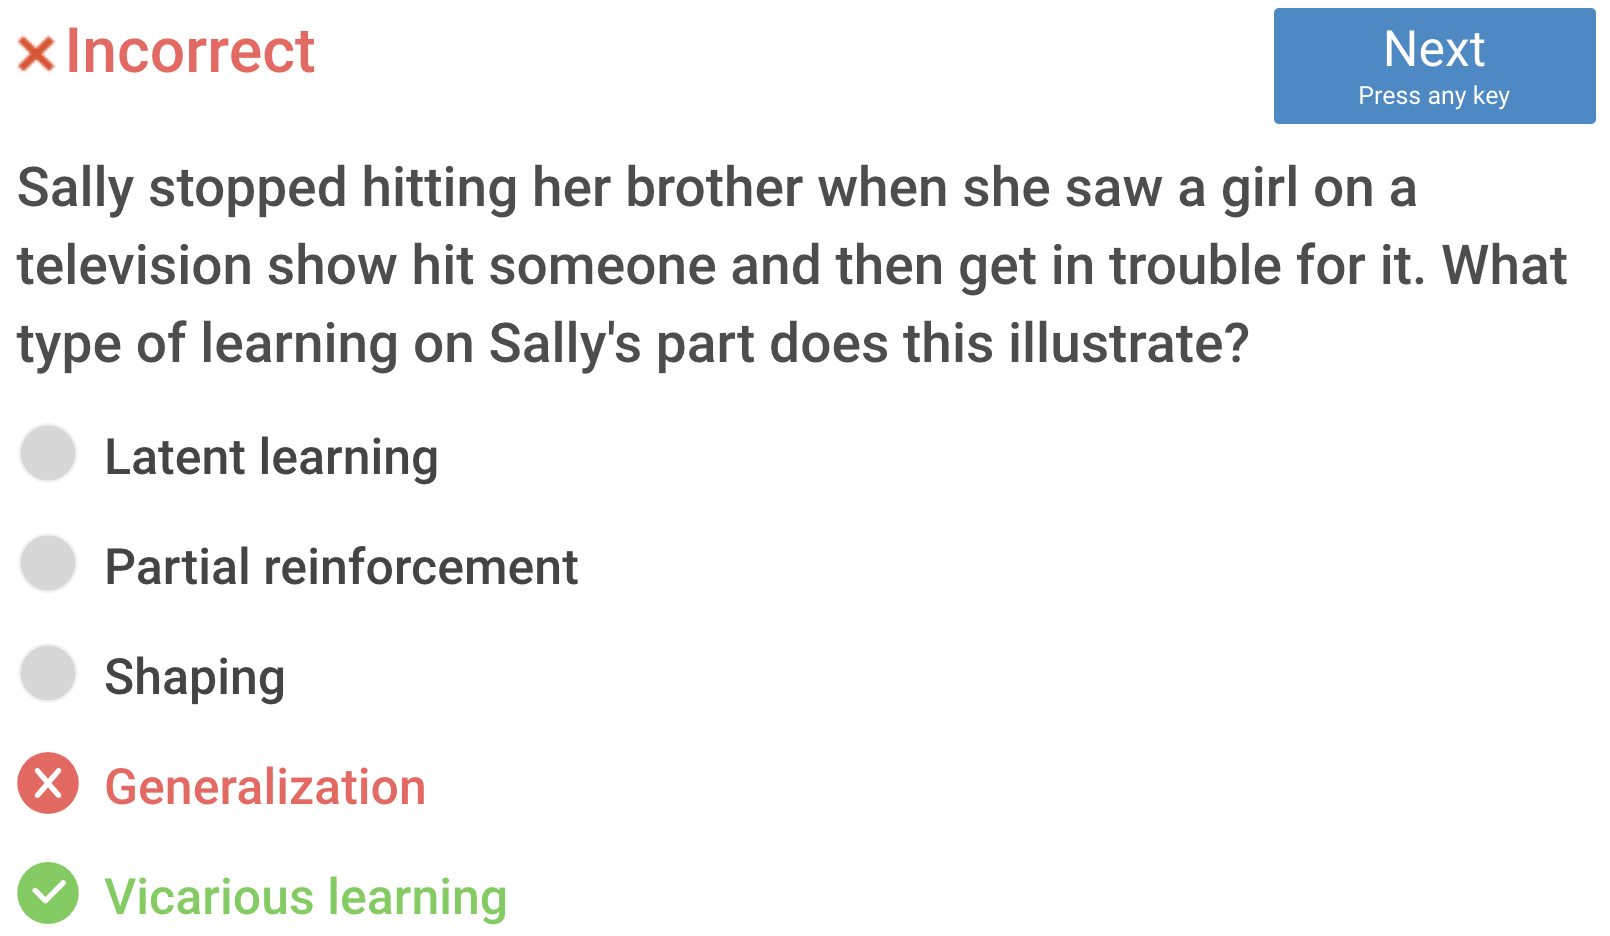 Incorrect
Next
Press any key
Sally stopped hitting her brother when she saw a girl on a
television show hit someone and then get in trouble for it. What
type of learning on Sally's part does this illustrate?
Latent learning
Partial reinforcement
Shaping
Generalization
Vicarious learning